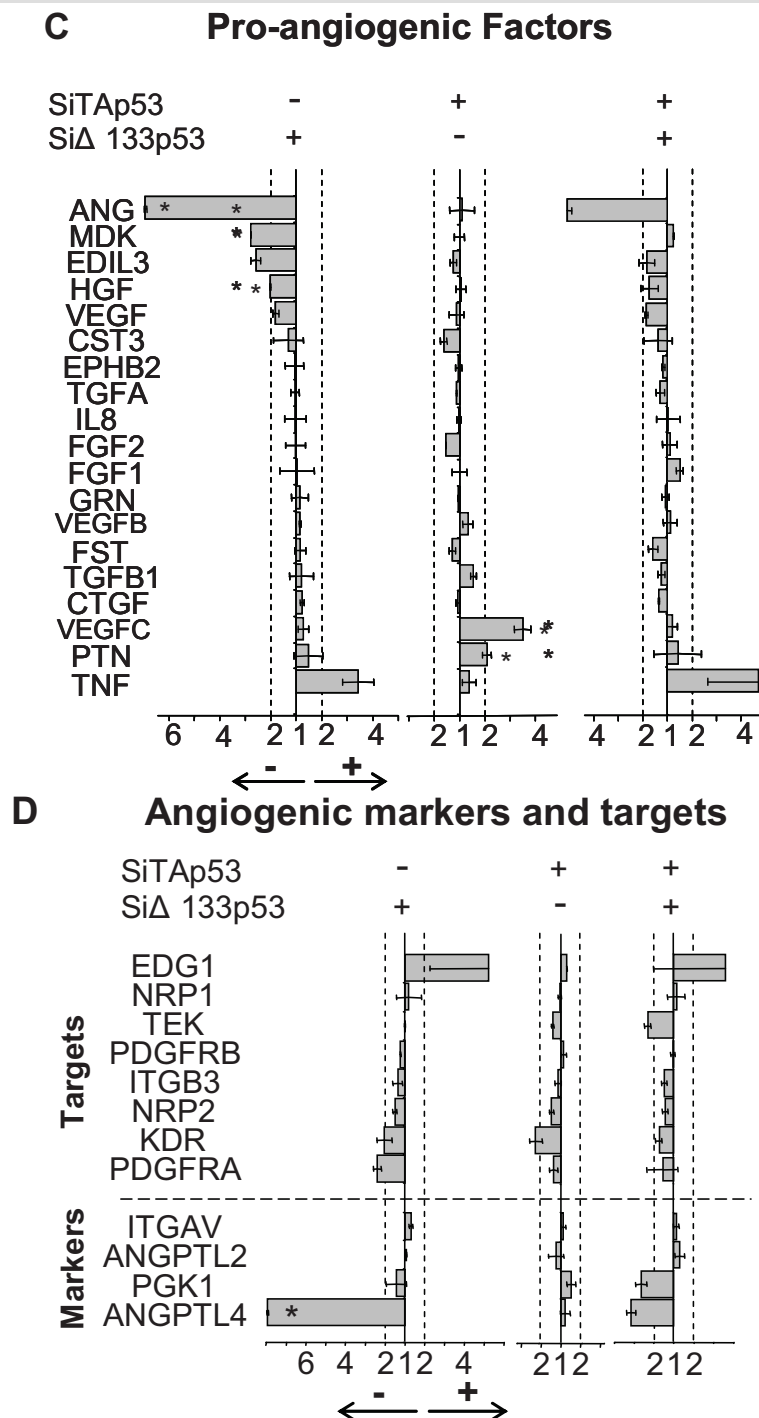 C Pro-angiogenic Factors
SiTAp53 - + +
SiΔ 133p53 + - +
ANG * *
MDK *
EDIL3
HGF * *
VEGF
CST3
EPHB2
TGFA
IL8
FGF2
FGF1
GRN
VEGFB
FST
TGFB1
CTGF
VEGFC * *
PTN * *
TNF
6 4 2 1 2 4 2 1 2 4 4 2 1 2 4
- +
D Angiogenic markers and targets
SiTAp53 - + +
SiΔ 133p53 + - +
Targets
EDG1
NRP1
TEK
PDGFRB
ITGB3
NRP2
KDR
PDGFRA
Markers
ITGAV
ANGPTL2
PGK1
ANGPTL4 *
6 4 2 1 2 4 2 1 2 2 1 2
- +